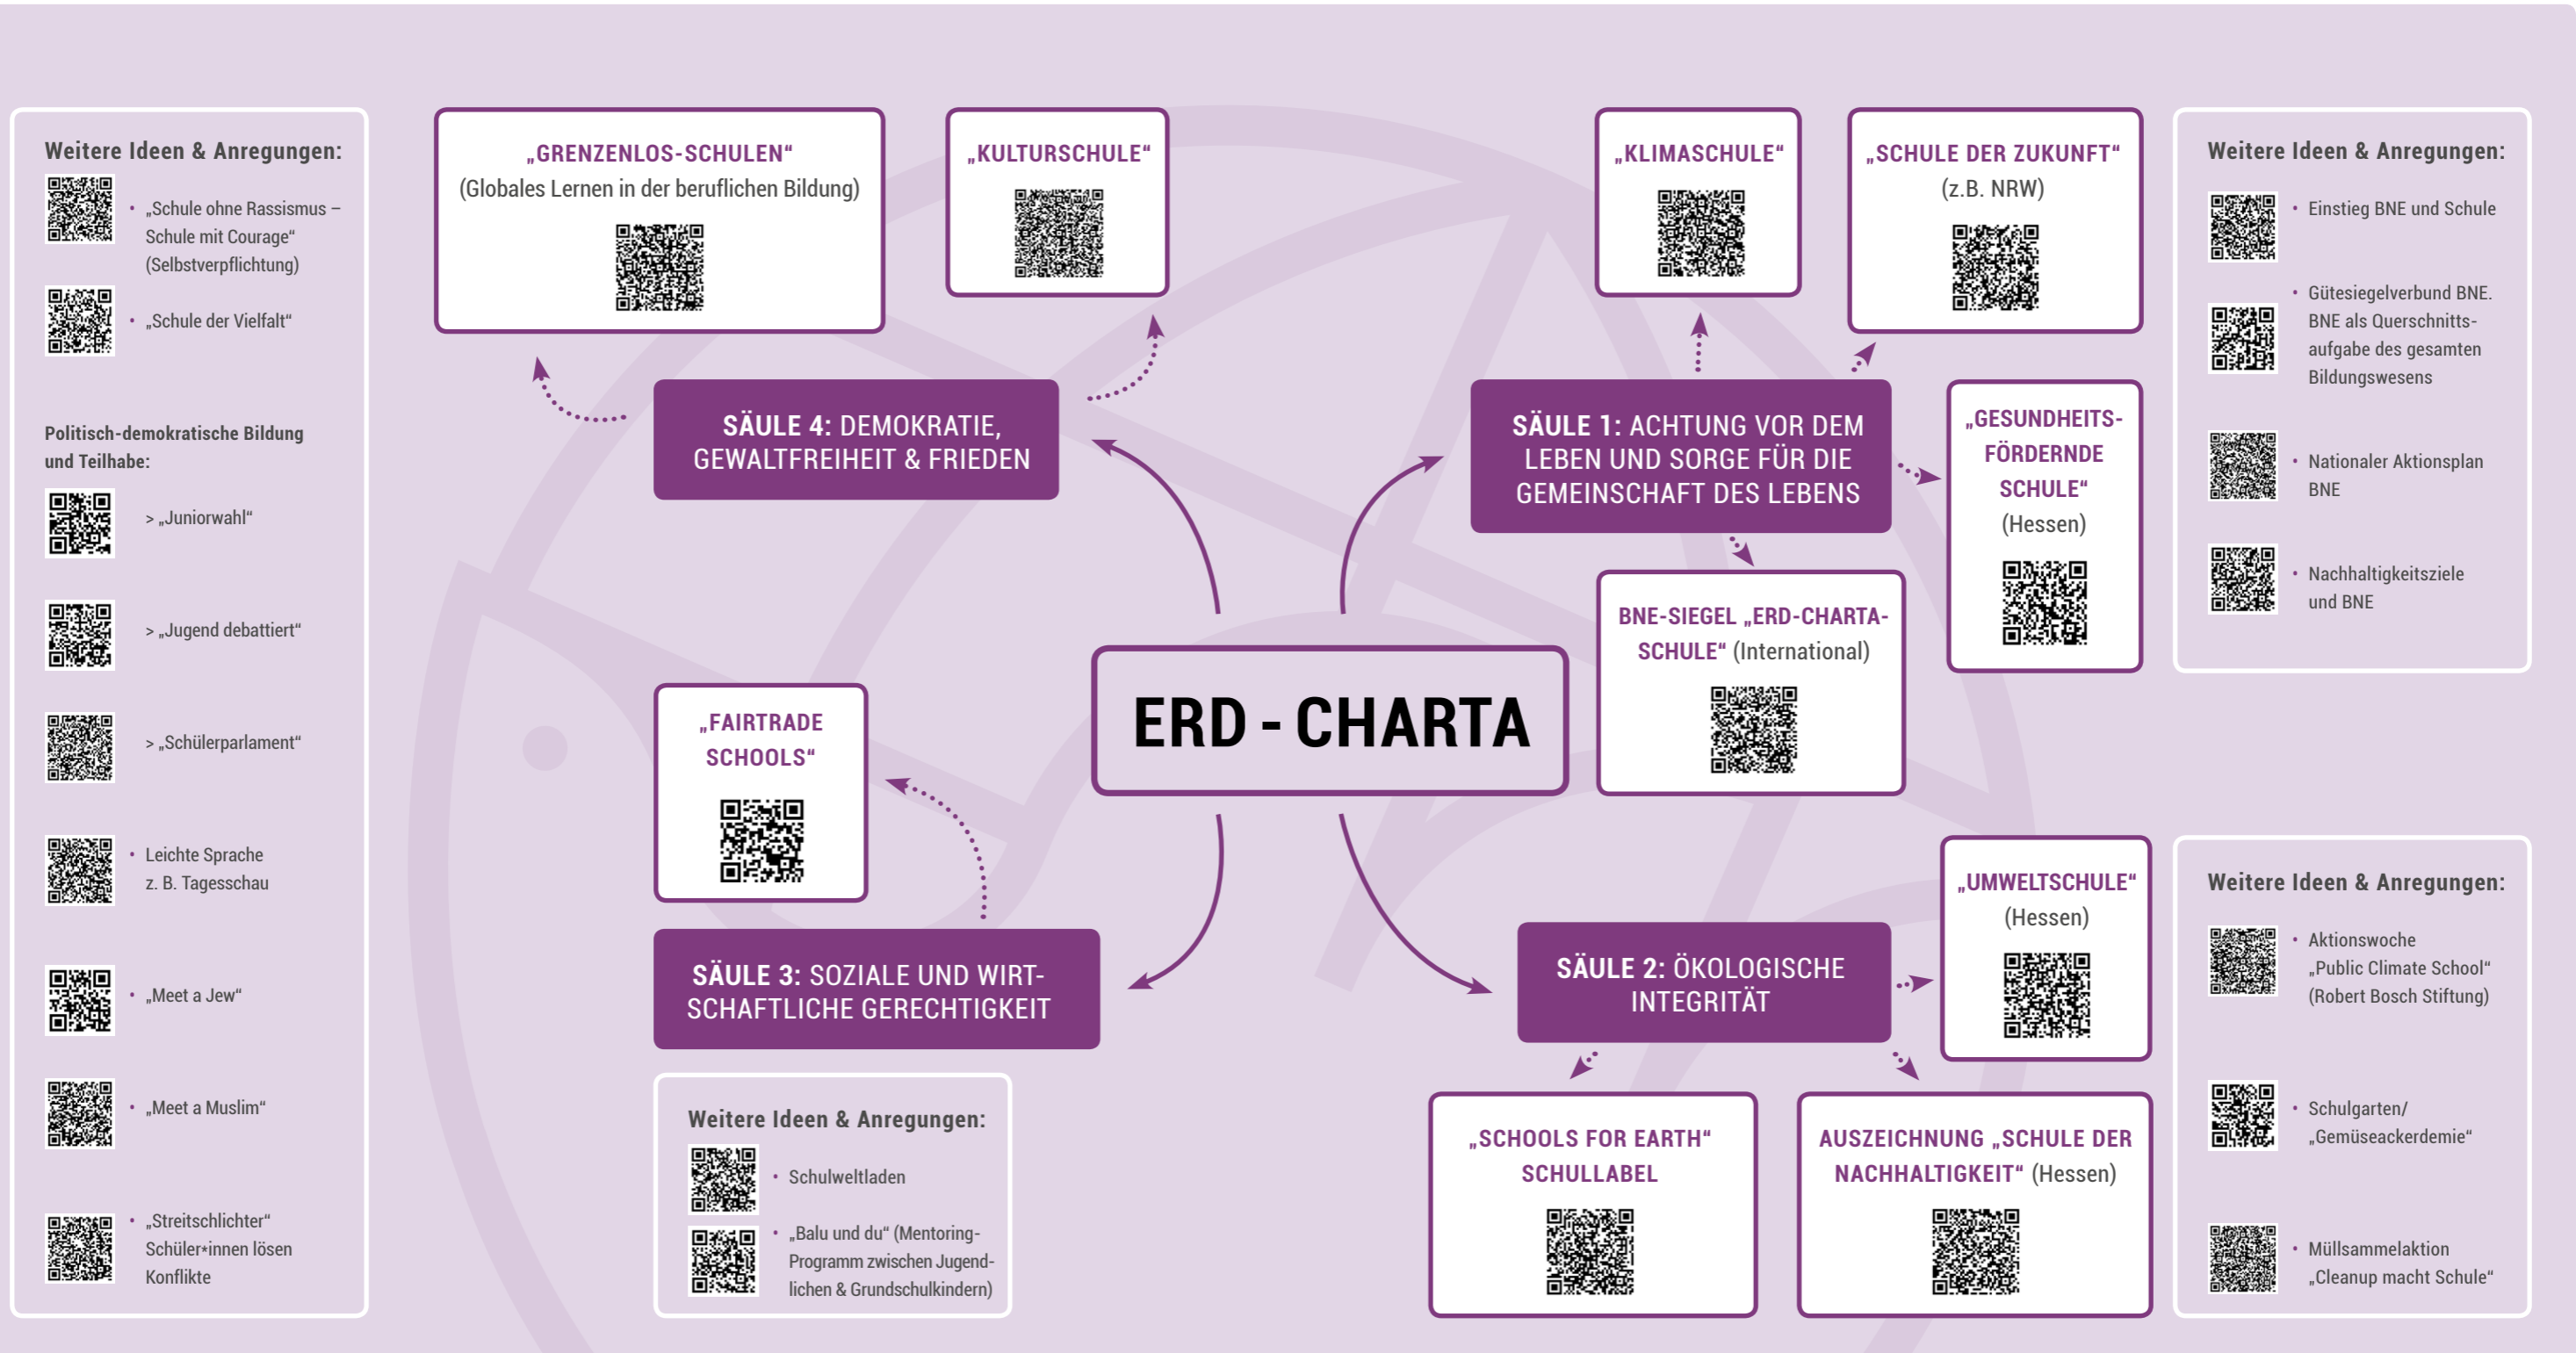 Weitere Ideen & Anregungen:
• „Schule ohne Rassismus –
Schule mit Courage“
(Selbstverpflichtung)
• „Schule der Vielfalt“
Politisch-demokratische Bildung
und Teilhabe:
> „Juniorwahl“
> „Jugend debattiert“
> „Schülerparlament“
• Leichte Sprache
z. B. Tagesschau
• „Meet a Jew“
• „Meet a Muslim“
• „Streitschlichter“
Schüler*innen lösen
Konflikte
„GRENZENLOS-SCHULEN“
(Globales Lernen in der beruflichen Bildung)
„KULTURSCHULE“
SÄULE 4: DEMOKRATIE,
GEWALTFREIHEIT & FRIEDEN
„KLIMASCHULE“
„SCHULE DER ZUKUNFT“
(z.B. NRW)
SÄULE 1: ACHTUNG VOR DEM
LEBEN UND SORGE FÜR DIE
GEMEINSCHAFT DES LEBENS
„GESUNDHEITS-
FÖRDERNDE
SCHULE“
(Hessen)
BNE-SIEGEL „ERD-CHARTA-
SCHULE“ (International)
ERD - CHARTA
„FAIRTRADE
SCHOOLS“
SÄULE 3: SOZIALE UND WIRT-
SCHAFTLICHE GERECHTIGKEIT
Weitere Ideen & Anregungen:
• Schulweltladen
• „Balu und du“ (Mentoring-
Programm zwischen Jugend-
lichen & Grundschulkindern)
SÄULE 2: ÖKOLOGISCHE
INTEGRITÄT
„UMWELTSCHULE“
(Hessen)
„SCHOOLS FOR EARTH“
SCHULLABEL
AUSZEICHNUNG „SCHULE DER
NACHHALTIGKEIT“ (Hessen)
Weitere Ideen & Anregungen:
• Einstieg BNE und Schule
• Gütesiegelverbund BNE.
BNE als Querschnitts-
aufgabe des gesamten
Bildungswesens
• Nationaler Aktionsplan
BNE
• Nachhaltigkeitsziele
und BNE
Weitere Ideen & Anregungen:
• Aktionswoche
„Public Climate School“
(Robert Bosch Stiftung)
• Schulgarten/
„Gemüseackerdemie“
• Müllsammelaktion
„Cleanup macht Schule“